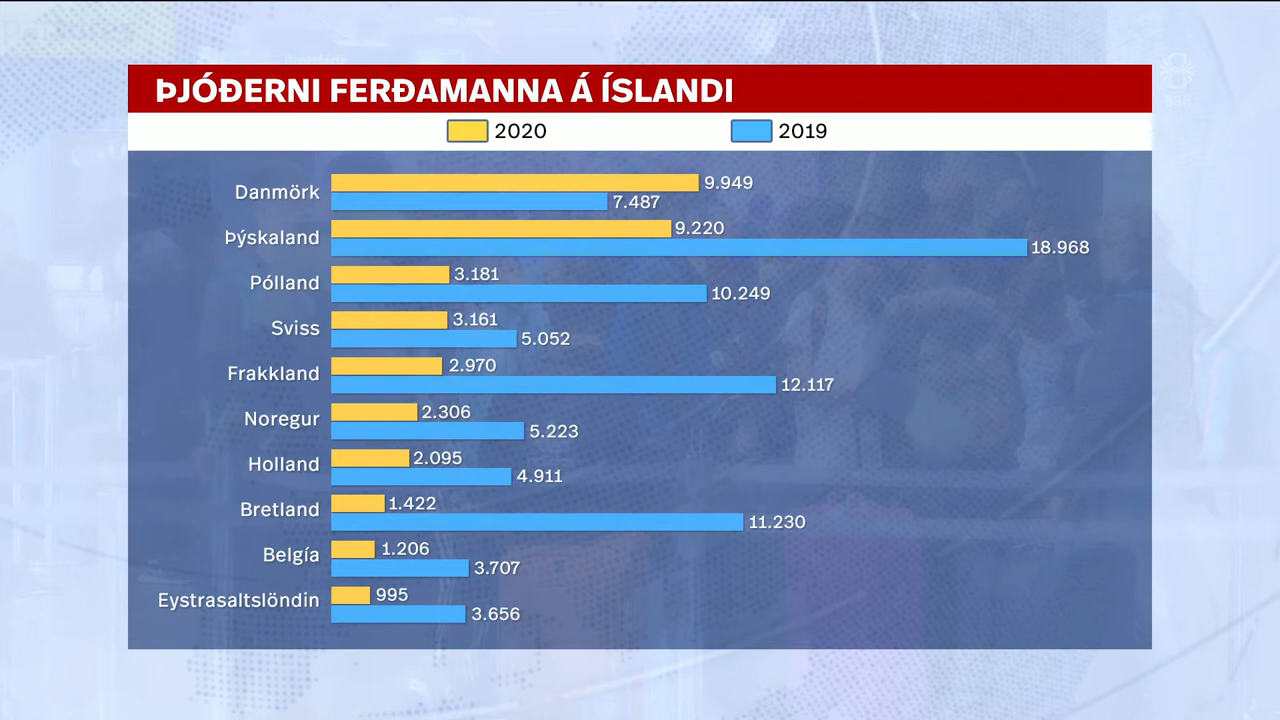 ÞJÓÐERNI FERÐAMANNA Á ÍSLANDI
2020 2019
Danmörk 9.949
7.487
Þýskaland 9.220
18.968
Pólland 3.181
10.249
Sviss 3.161
5.052
Frakkland 2.970
12.117
Noregur 2.306
5.223
Holland 2.095
4.911
Bretland 1.422
11.230
Belgía 1.206
3.707
Eystrasaltslöndin 995
3.656